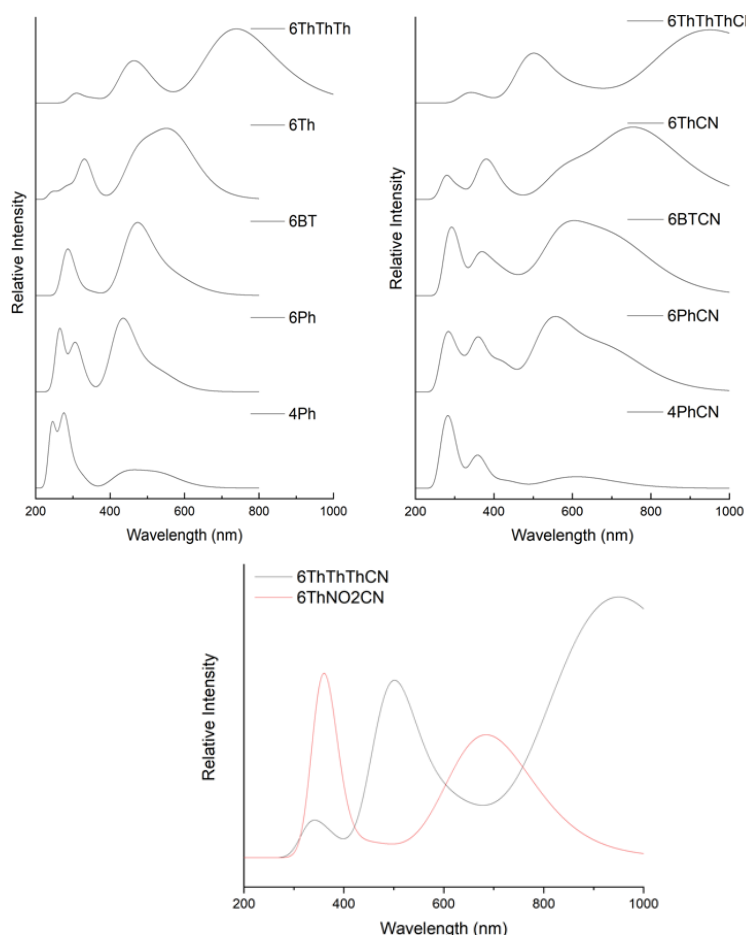 6ThThTh
6Th
6BT
6Ph
4Ph
Relative Intensity
200 400 600 800 1000
Wavelength (nm)
6ThThThC
6ThCN
6BTCN
6PhCN
4PhCN
Relative Intensity
200 400 600 800 1000
Wavelength (nm)
6ThThThCN
6ThNO2CN
Relative Intensity
200 400 600 800 1000
Wavelength (nm)